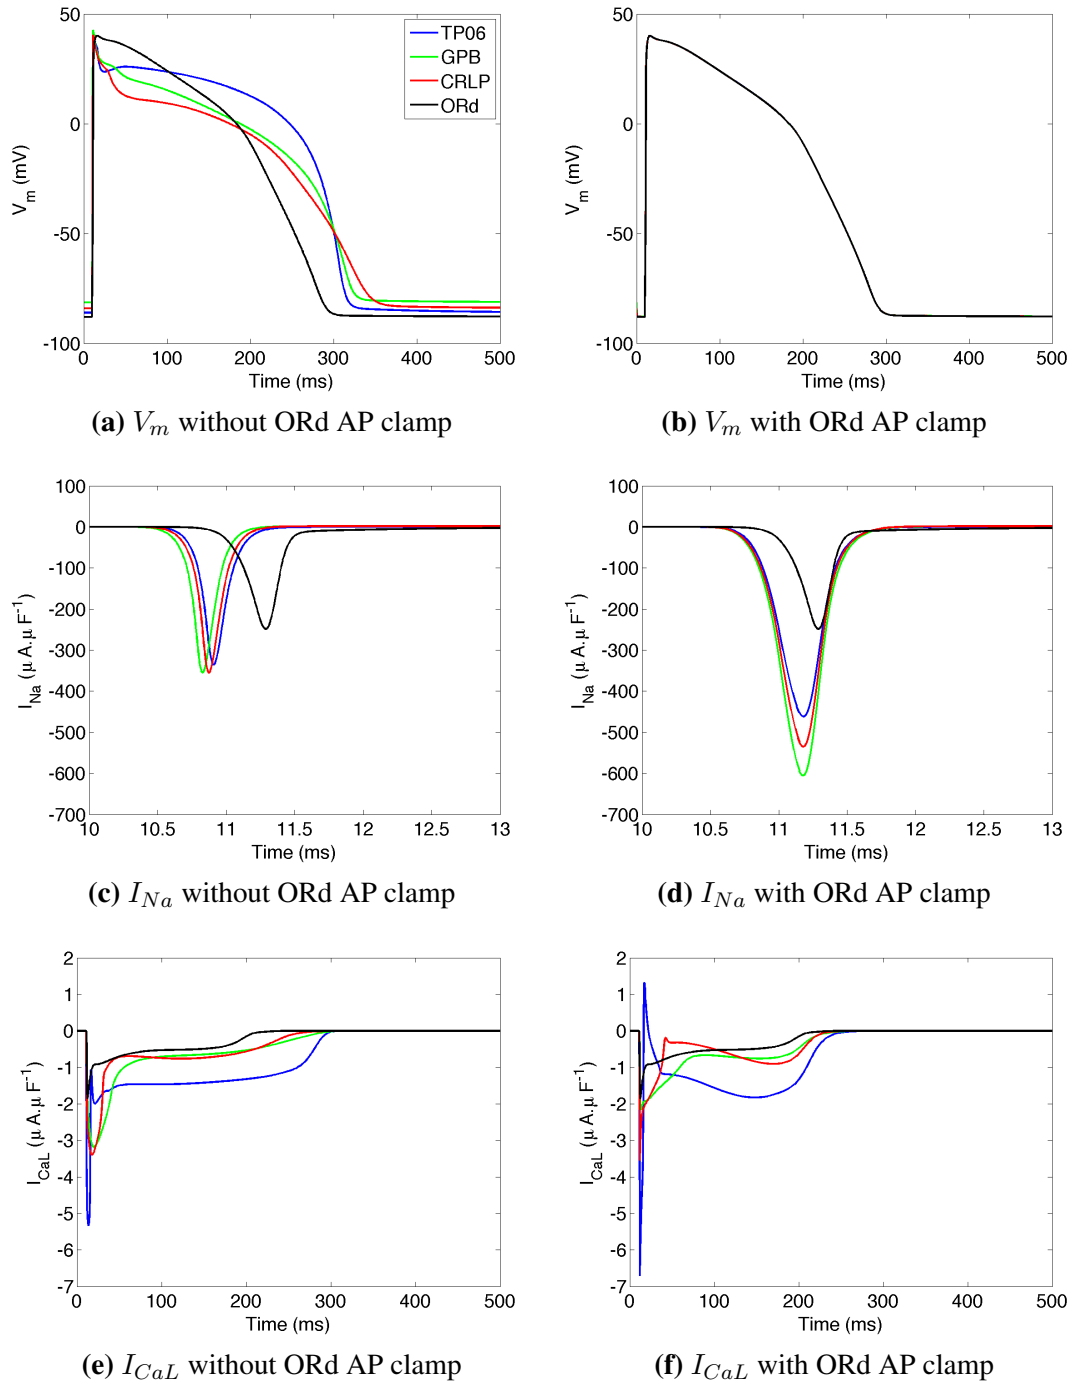 50
0
-50
-100
V_m (mV)
0 100 200 300 400 500
Time (ms)
TP06
GPB
CRLP
ORd
(a) V_m without ORd AP clamp
50
0
-50
-100
V_m (mV)
0 100 200 300 400 500
Time (ms)
(b) V_m with ORd AP clamp
100
0
-100
-200
-300
-400
-500
-600
-700
I_Na (μ A.μ F^-1)
10 10.5 11 11.5 12 12.5 13
Time (ms)
(c) I_Na without ORd AP clamp
100
0
-100
-200
-300
-400
-500
-600
-700
I_Na (μ A.μ F^-1)
10 10.5 11 11.5 12 12.5 13
Time (ms)
(d) I_Na with ORd AP clamp
2
1
0
-1
-2
-3
-4
-5
-6
-7
I_CaL (μ A.μ F^-1)
0 100 200 300 400 500
Time (ms)
(e) I_CaL without ORd AP clamp
2
1
0
-1
-2
-3
-4
-5
-6
-7
I_CaL (μ A.μ F^-1)
0 100 200 300 400 500
Time (ms)
(f) I_CaL with ORd AP clamp